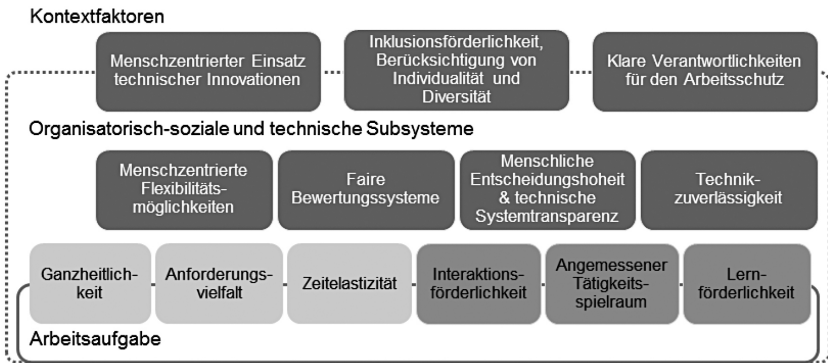 Kontextfaktoren
Menschzentrierter Einsatz
technischer Innovationen
Inklusionsförderlichkeit,
Berücksichtigung von
Individualität und
Diversität
Klare Verantwortlichkeiten
für den Arbeitsschutz
Organisatorisch-soziale und technische Subsysteme
Menschzentrierte
Flexibilitäts-
möglichkeiten
Faire
Bewertungssysteme
Menschliche
Entscheidungshoheit
& technische
Systemtransparenz
Technik-
zuverlässigkeit
Ganzheitlich-
keit
Anforderungs-
vielfalt
Zeitelastizität
Interaktions-
förderlichkeit
Angemessener
Tätigkeits-
spielraum
Lern-
förderlichkeit
Arbeitsaufgabe